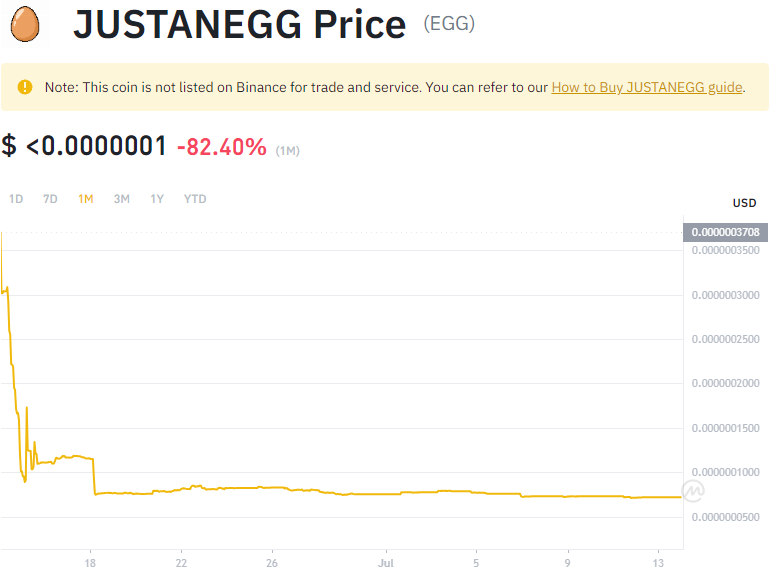 JUSTANEGG Price (EGG)
Note: This coin is not listed on Binance for trade and service. You can refer to our How to Buy JUSTANEGG guide.
$ <0.0000001 -82.40% (1M)
1D 7D 1M 3M 1Y YTD
USD
0.0000003708
0.0000003500
0.0000003000
0.0000002500
0.0000002000
0.0000001500
0.0000001000
0.0000000500
18 22 26 Jul 5 9 13